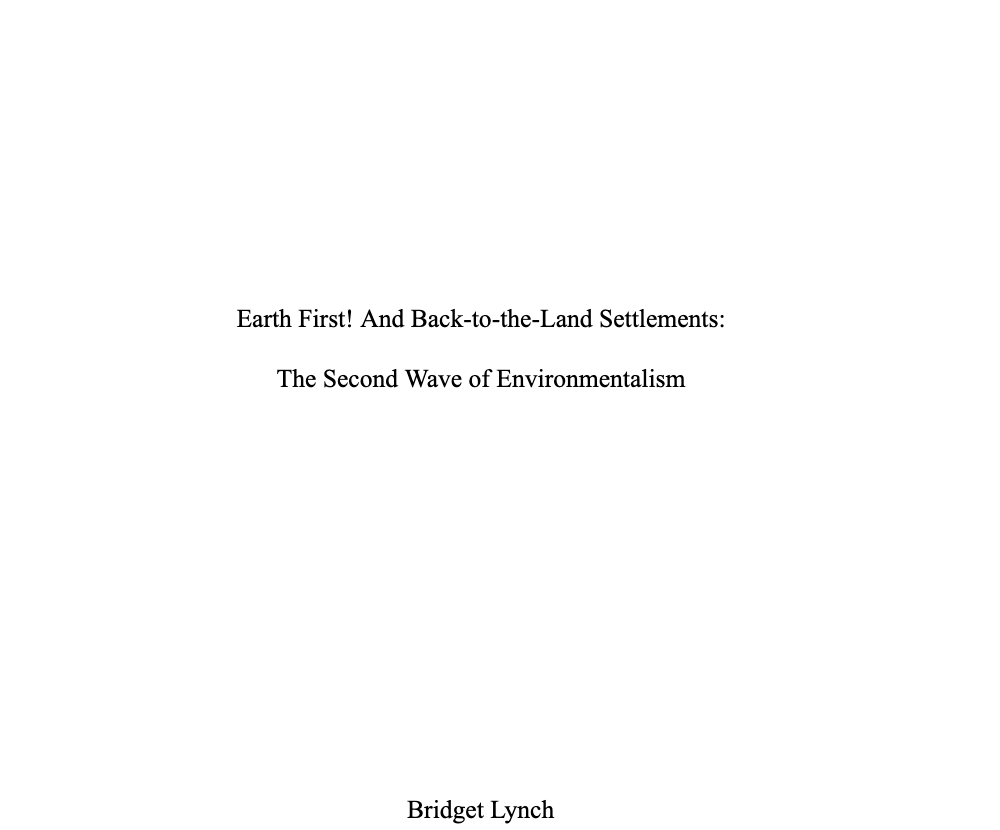 Earth First! And Back-to-the-Land Settlements:
The Second Wave of Environmentalism
Bridget Lynch